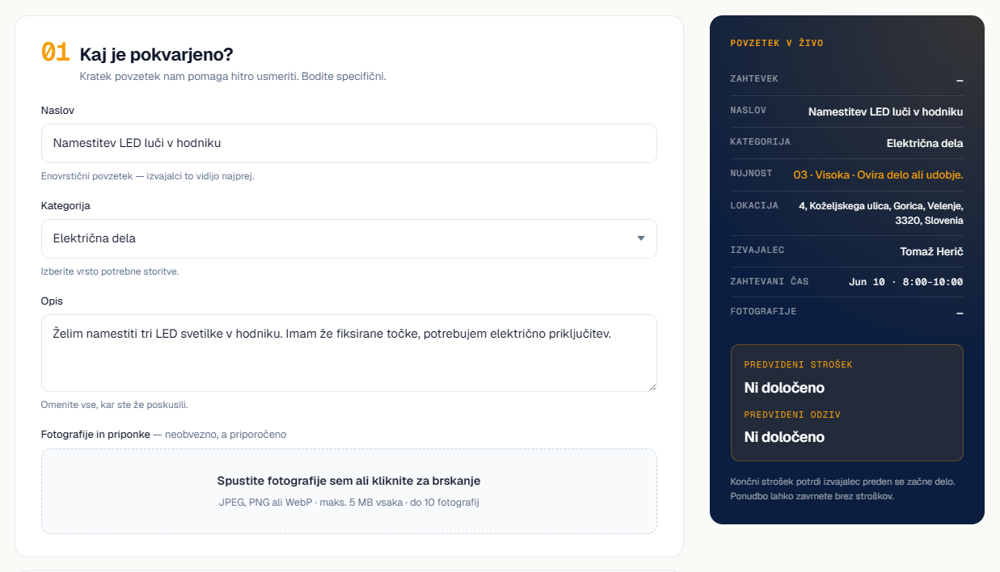 01 Kaj je pokvarjeno?
Kratek povzetek nam pomaga hitro usmeriti. Bodite specifični.
Naslov
Namestitev LED luči v hodniku
Enovrstični povzetek — izvajalci to vidijo najprej.
Kategorija
Električna dela
Izberite vrsto potrebne storitve.
Opis
Želim namestiti tri LED svetilke v hodniku. Imam že fiksirane točke, potrebujem električno priključitev.
Omenite vse, kar ste že poskusili.
Fotografije in priponke — neobvezno, a priporočeno
Spustite fotografije sem ali kliknite za brskanje
JPEG, PNG ali WebP · maks. 5 MB vsaka · do 10 fotografij
POVZETEK V ŽIVO
ZAHTEVEK –
NASLOV Namestitev LED luči v hodniku
KATEGORIJA Električna dela
NUJNOST 03 · Visoka · Ovira delo ali udobje.
LOKACIJA 4, Koželjskega ulica, Gorica, Velenje,
3320, Slovenia
IZVAJALEC Tomaž Herič
ZAHTEVANI ČAS Jun 10 · 8:00–10:00
FOTOGRAFIJE –
PREDVIDENI STROŠEK
Ni določeno
PREDVIDENI ODZIV
Ni določeno
Končni strošek potrdi izvajalec preden se začne delo.
Ponudbo lahko zavrnete brez stroškov.